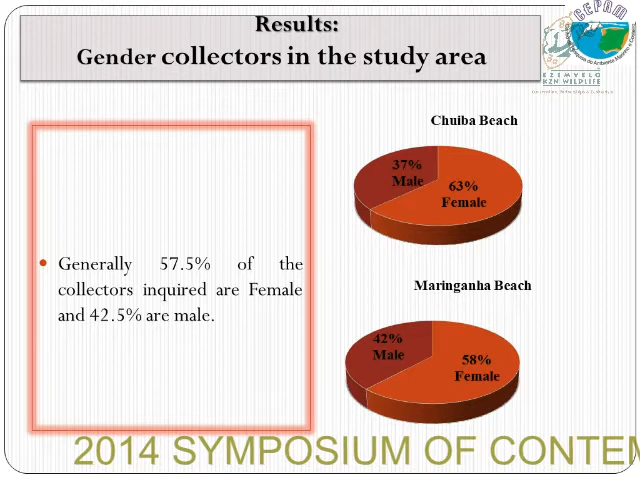 Results:
Gender collectors in the study area
CEPAM
EZEMVELO
KZN WILDLIFE
Chuiba Beach
37%
Male
63%
Female
• Generally 57.5% of the
collectors inquired are Female
and 42.5% are male.
Maringanha Beach
42%
Male
58%
Female
2014 SYMPOSIUM OF CONTEM